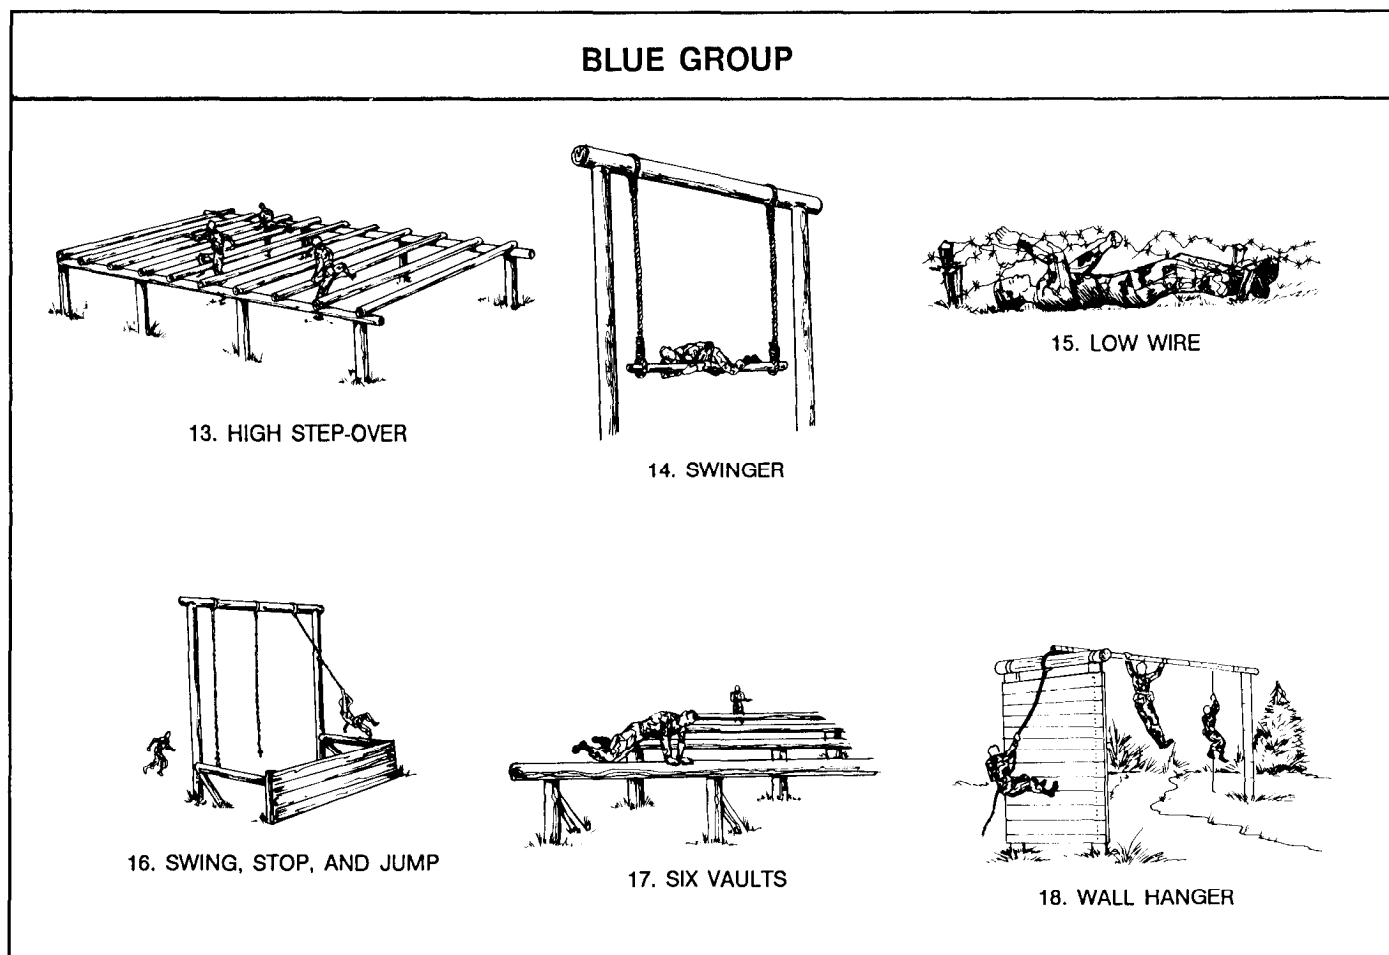 BLUE GROUP
13. HIGH STEP-OVER
14. SWINGER
15. LOW WIRE
16. SWING, STOP, AND JUMP
17. SIX VAULTS
18. WALL HANGER